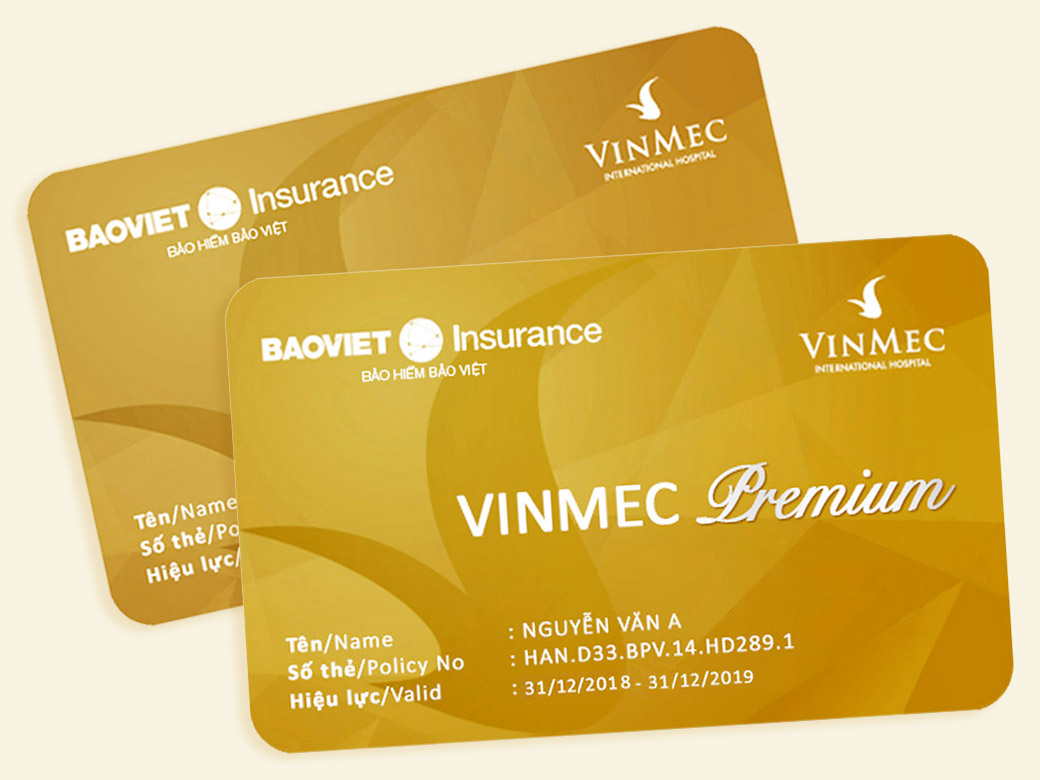 BAOVIET Insurance
BẢO HIỂM BẢO VIỆT
VINMEC
INTERNATIONAL HOSPITAL
Tên/Name
Số thẻ/Po
Hiệu lực/
BAOVIET Insurance
BẢO HIỂM BẢO VIỆT
VINMEC
INTERNATIONAL HOSPITAL
VINMEC Premium
Tên/Name : NGUYỄN VĂN A
Số thẻ/Policy No : HAN.D33.BPV.14.HD289.1
Hiệu lực/Valid : 31/12/2018 - 31/12/2019